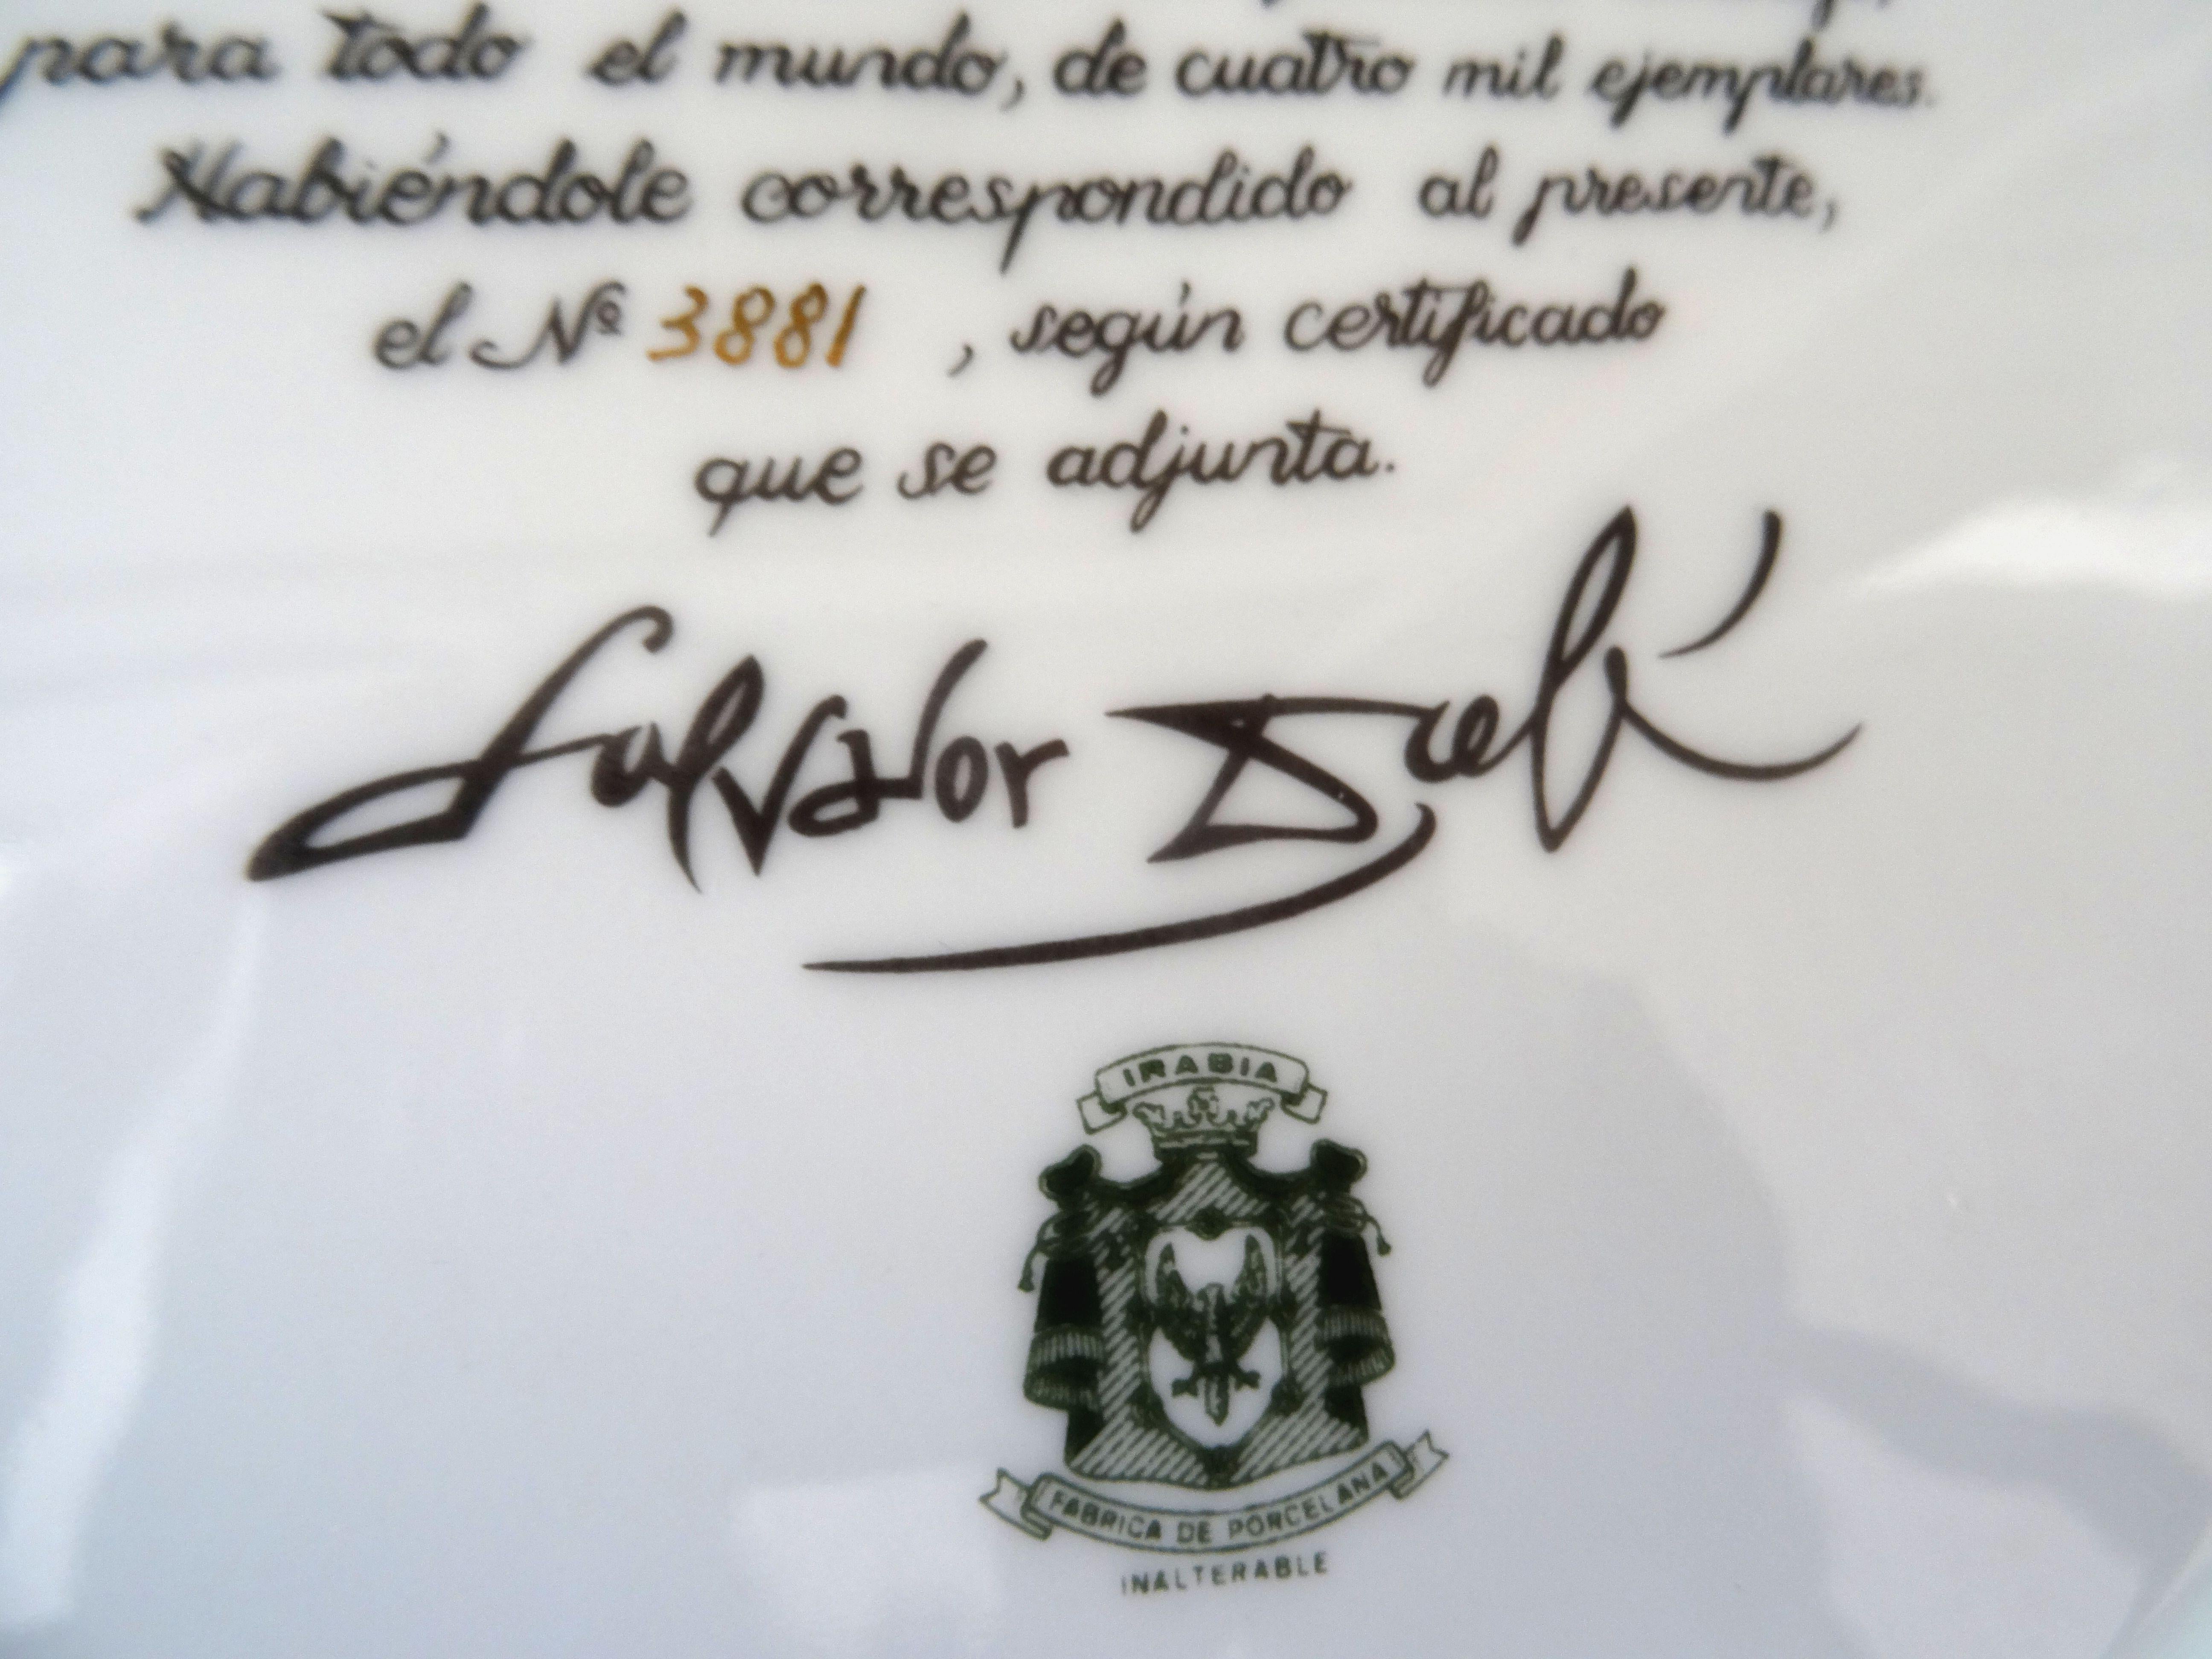 para todo el mundo, de cuatro mil ejemplares.
Habiéndole correspondido al presente,
el Nº 3881 , según certificado
que se adjunta.
Salvador Dalí
IRABIA
FABRICA DE PORCELANA
INALTERABLE